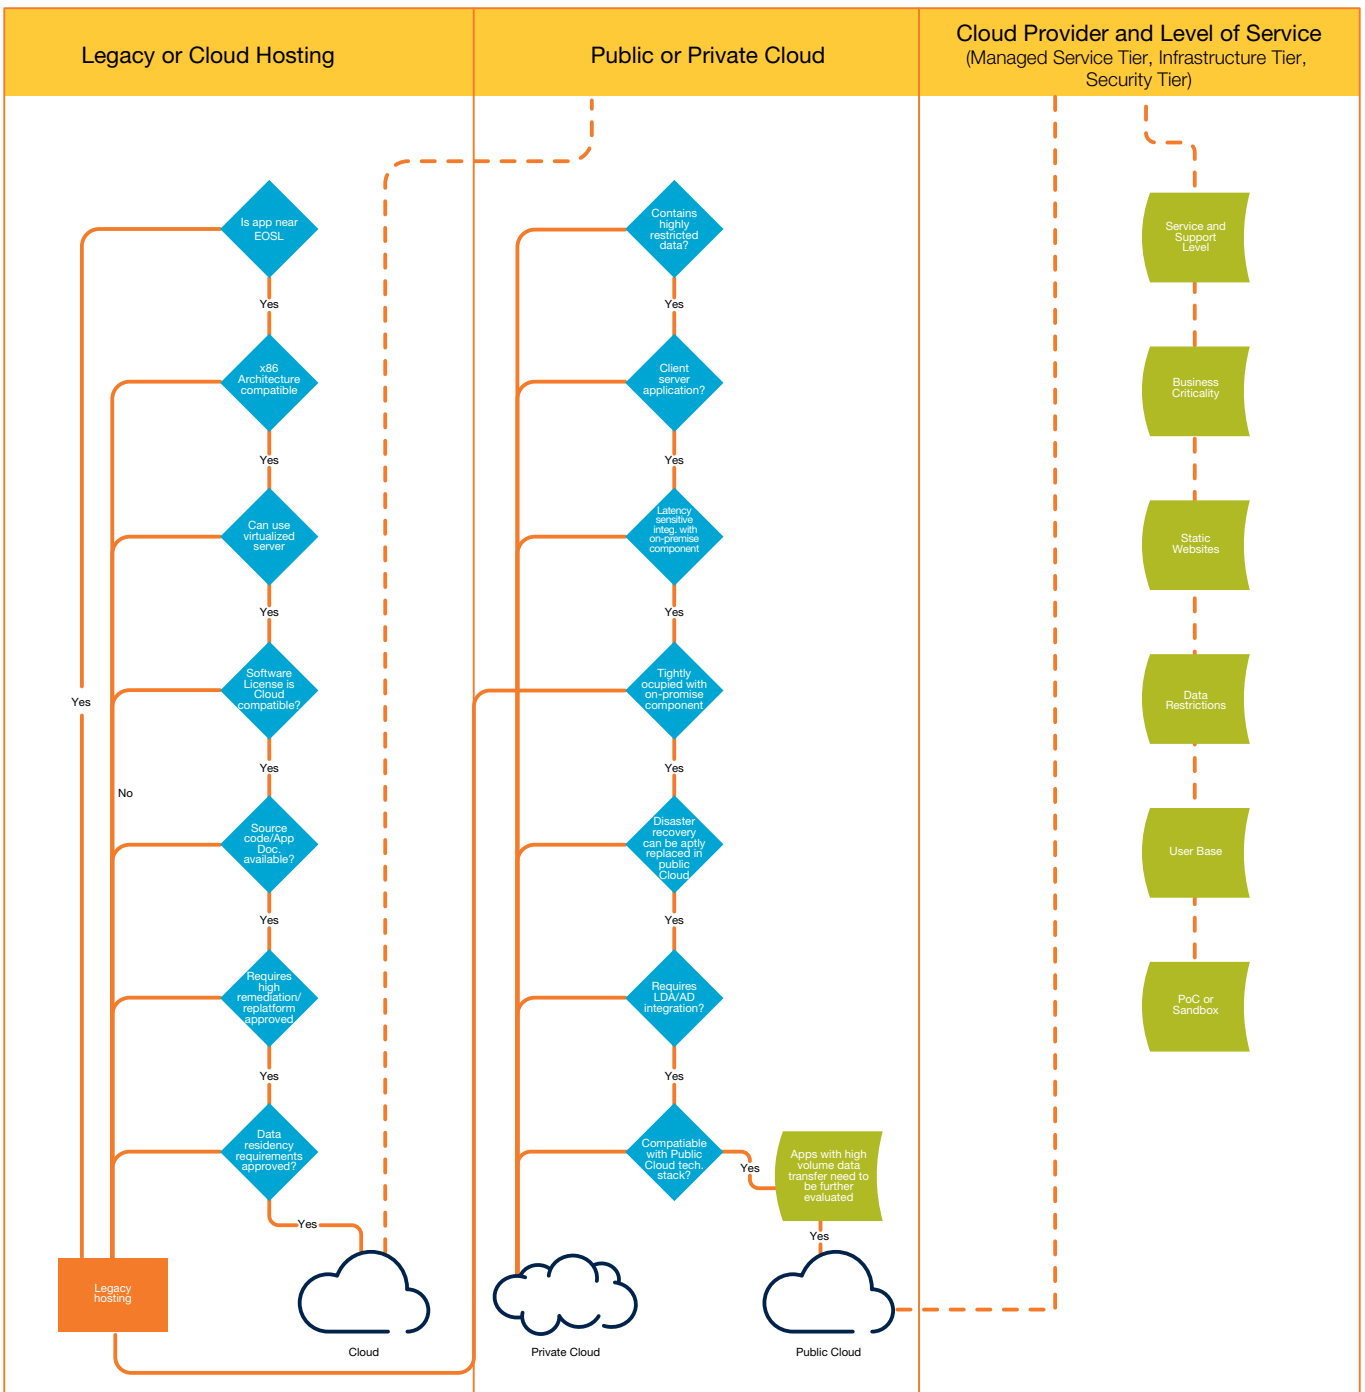 Legacy or Cloud Hosting
Public or Private Cloud
Cloud Provider and Level of Service
(Managed Service Tier, Infrastructure Tier,
Security Tier)
Is app near
EOSL
Yes
x86
Architecture
compatible
Yes
Can use
virtualized
server
Yes
Software
License is
Cloud
compatible?
Yes
Source
code/App
Doc.
available?
Yes
Requires
high
remediation/
replatform
approved
Yes
Data
residency
requirements
approved?
Yes
Yes
No
Legacy
hosting
Cloud
Contains
highly
restricted
data?
Yes
Client
server
application?
Yes
Latency
sensitive
integ. with
on-premise
component
Yes
Tightly
ocupied with
on-promise
component
Yes
Disaster
recovery
can be aptly
replaced in
public
Cloud
Yes
Requires
LDA/AD
integration?
Yes
Compatiable
with Public
Cloud tech.
stack?
Yes
Apps with high
volume data
transfer need to
be further
evaluated
Yes
Private Cloud
Public Cloud
Service and
Support
Level
Business
Criticality
Static
Websites
Data
Restrictions
User Base
PoC or
Sandbox